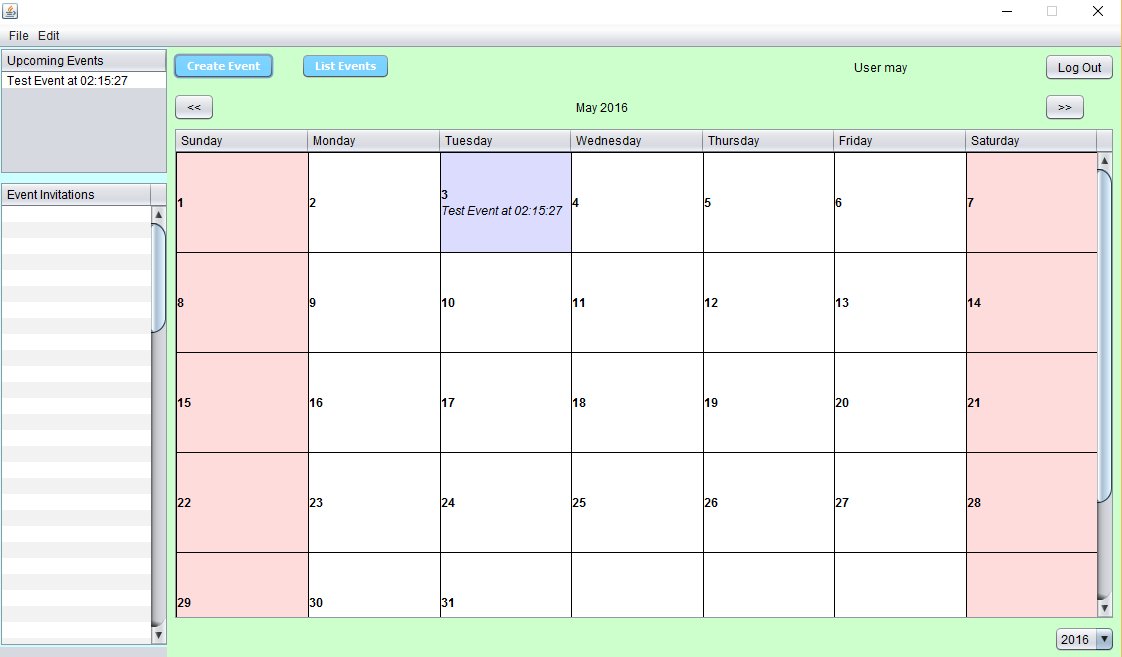 File Edit
Upcoming Events
Test Event at 02:15:27
Event Invitations
Create Event List Events User may Log Out
<< May 2016 >>
Sunday Monday Tuesday Wednesday Thursday Friday Saturday
1 2 3 4 5 6 7
Test Event at 02:15:27
8 9 10 11 12 13 14
15 16 17 18 19 20 21
22 23 24 25 26 27 28
29 30 31
2016